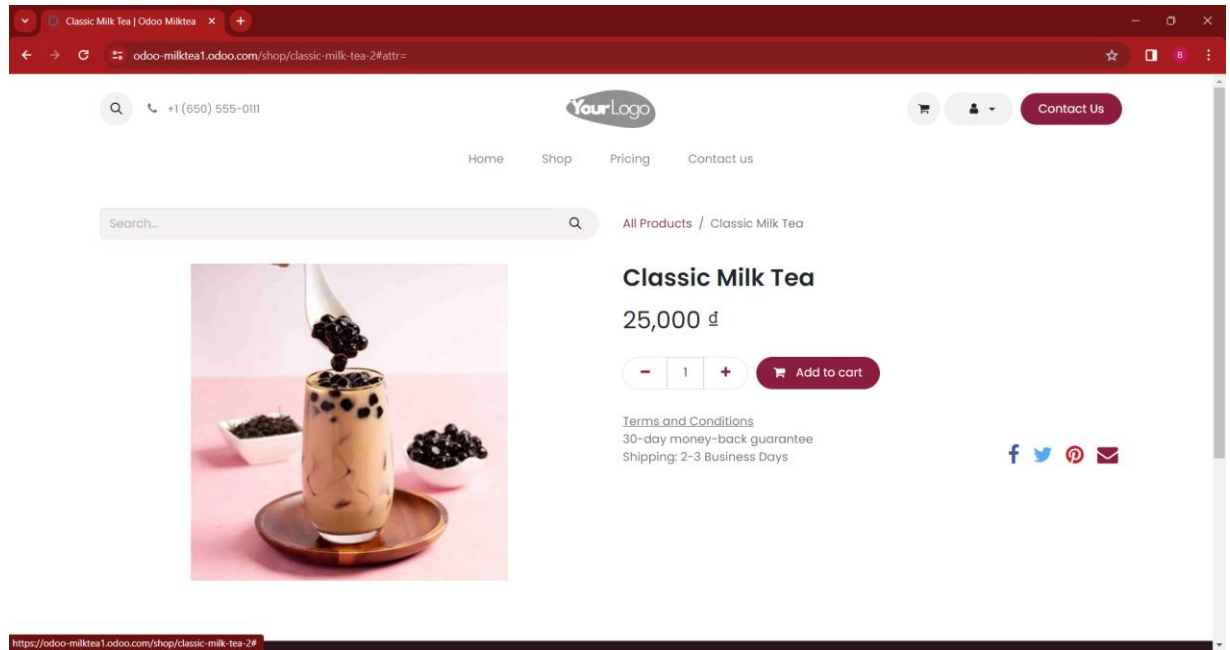 Classic Milk Tea | Odoo Milktea
odoo-milktea1.odoo.com/shop/classic-milk-tea-2#attr=
B
+1 (650) 555-0111
YourLogo
Contact Us
Home Shop Pricing Contact us
Search...
All Products / Classic Milk Tea
Classic Milk Tea
25,000 ₫
1
Add to cart
Terms and Conditions
30-day money-back guarantee
Shipping: 2-3 Business Days
https://odoo-milktea1.odoo.com/shop/classic-milk-tea-2#